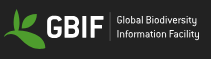 GBIF
Global Biodiversity
Information Facility